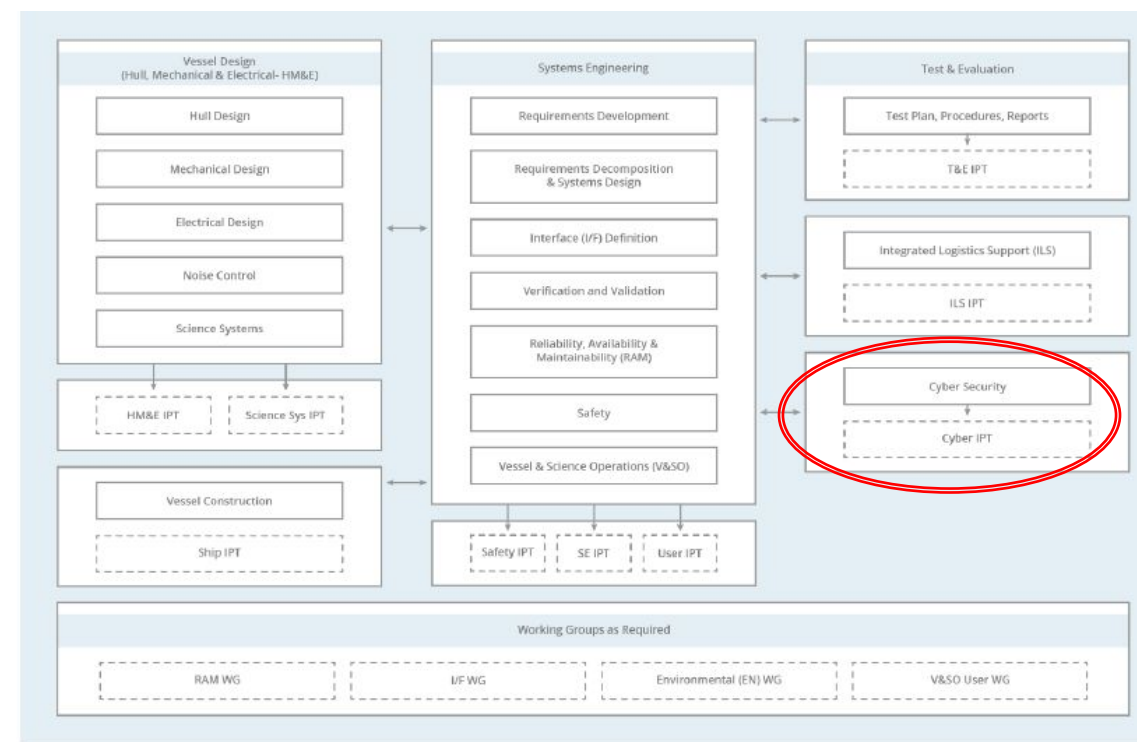 Vessel Design
(Hull, Mechanical & Electrical- HM&E)
Hull Design
Mechanical Design
Electrical Design
Noise Control
Science Systems
HM&E IPT
Science Sys IPT
Vessel Construction
Ship IPT
Systems Engineering
Requirements Development
Requirements Decomposition
& Systems Design
Interface (I/F) Definition
Verification and Validation
Reliability, Availability &
Maintainability (RAM)
Safety
Vessel & Science Operations (V&SO)
Safety IPT
SE IPT
User IPT
Test & Evaluation
Test Plan, Procedures, Reports
T&E IPT
Integrated Logistics Support (ILS)
ILS IPT
Cyber Security
Cyber IPT
Working Groups as Required
RAM WG
I/F WG
Environmental (EN) WG
V&SO User WG